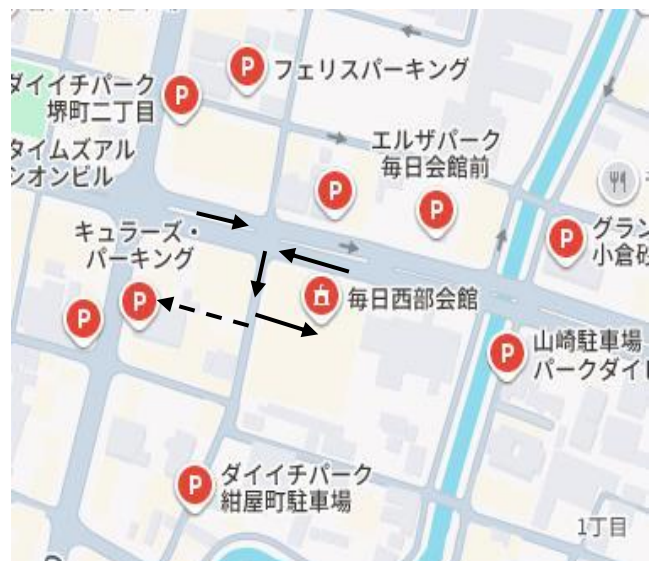 フェリスパーキング
ダイイチパーク
堺町二丁目
エルザパーク
毎日会館前
タイムズアル
シオンビル
グラン
小倉砂
キュラーズ・
パーキング
毎日西部会館
山崎駐車場
パークダイ
ダイイチパーク
紺屋町駐車場
1丁目
P
P
P
P
P
P
P
P
P